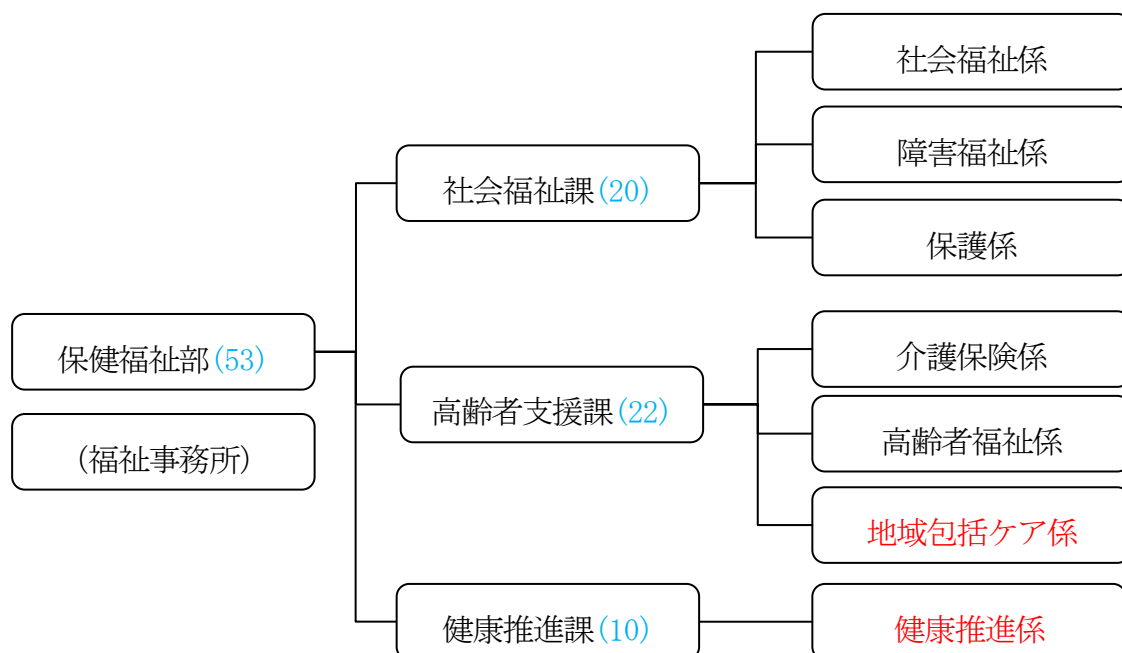 社会福祉係
障害福祉係
社会福祉課(20)
保護係
保健福祉部(53)
介護保険係
高齢者支援課(22)
高齢者福祉係
(福祉事務所)
地域包括ケア係
健康推進課(10)
健康推進係